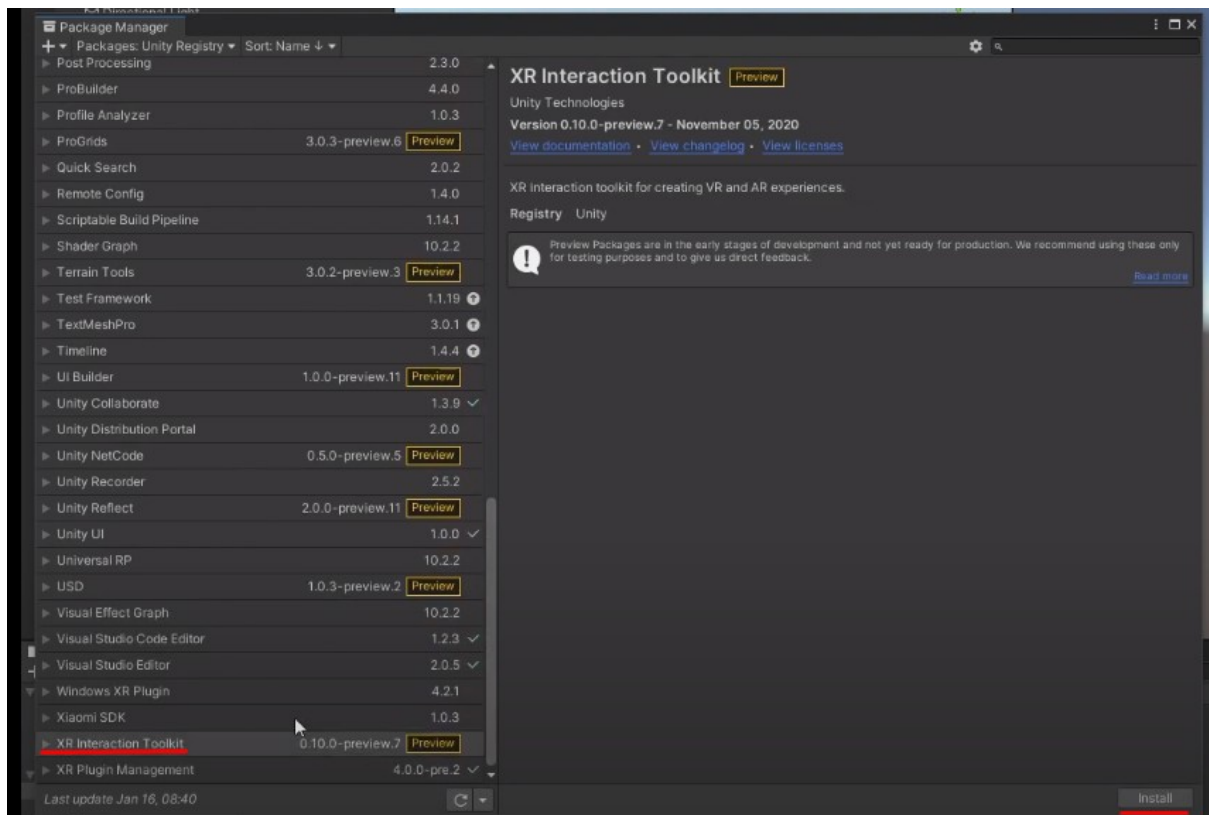 Directional Light
Package Manager
Packages: Unity Registry Sort: Name ↓
Post Processing 2.3.0
ProBuilder 4.4.0
Profile Analyzer 1.0.3
ProGrids 3.0.3-preview.6 Preview
Quick Search 2.0.2
Remote Config 1.4.0
Scriptable Build Pipeline 1.14.1
Shader Graph 10.2.2
Terrain Tools 3.0.2-preview.3 Preview
Test Framework 1.1.19
TextMeshPro 3.0.1
Timeline 1.4.4
UI Builder 1.0.0-preview.11 Preview
Unity Collaborate 1.3.9
Unity Distribution Portal 2.0.0
Unity NetCode 0.5.0-preview.5 Preview
Unity Recorder 2.5.2
Unity Reflect 2.0.0-preview.11 Preview
Unity UI 1.0.0
Universal RP 10.2.2
USD 1.0.3-preview.2 Preview
Visual Effect Graph 10.2.2
Visual Studio Code Editor 1.2.3
Visual Studio Editor 2.0.5
Windows XR Plugin 4.2.1
Xiaomi SDK 1.0.3
XR Interaction Toolkit 0.10.0-preview.7 Preview
XR Plugin Management 4.0.0-pre.2
Last update Jan 16, 08:40
XR Interaction Toolkit Preview
Unity Technologies
Version 0.10.0-preview.7 - November 05, 2020
View documentation • View changelog • View licenses
XR Interaction toolkit for creating VR and AR experiences.
Registry Unity
Preview Packages are in the early stages of development and not yet ready for production. We recommend using these only
for testing purposes and to give us direct feedback.
Read more
Install